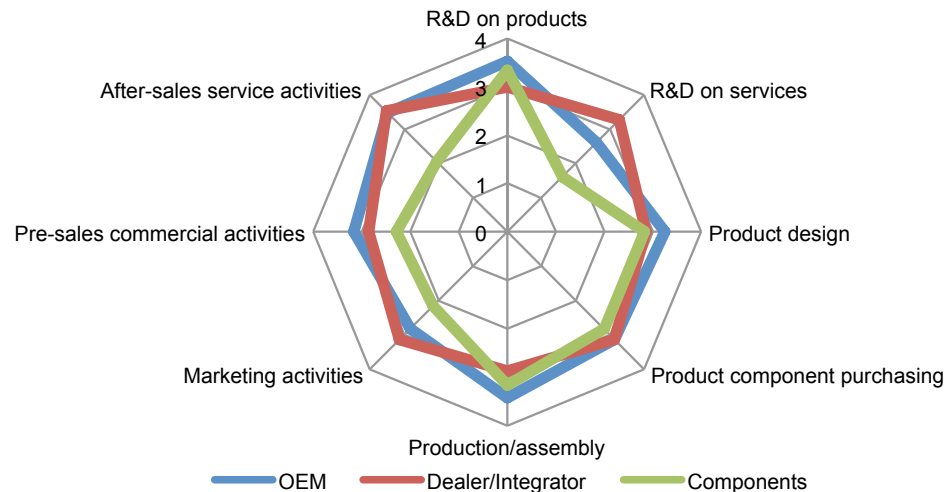 R&D on products
4
After-sales service activities
R&D on services
3
2
1
Pre-sales commercial activities
0
Product design
Marketing activities
Product component purchasing
Production/assembly
OEM
Dealer/Integrator
Components